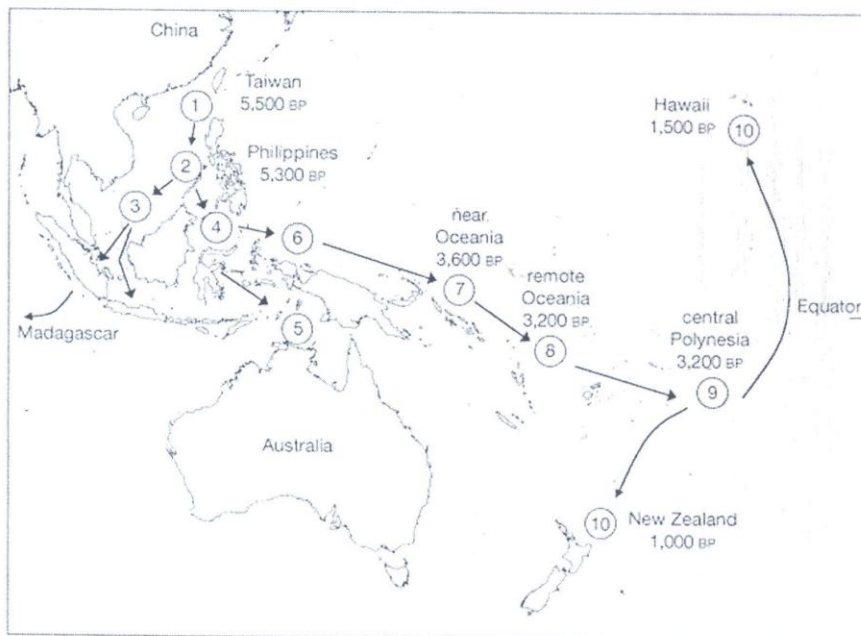 China
Taiwan
5,500 BP
1
Hawaii
1,500 BP
10
Philippines
5,300 BP
2
3
4
6
near
Oceania
3,600 BP
7
remote
Oceania
3,200 BP
8
central
Polynesia
3,200 BP
9
Equator
Madagascar
5
Australia
10
New Zealand
1,000 BP